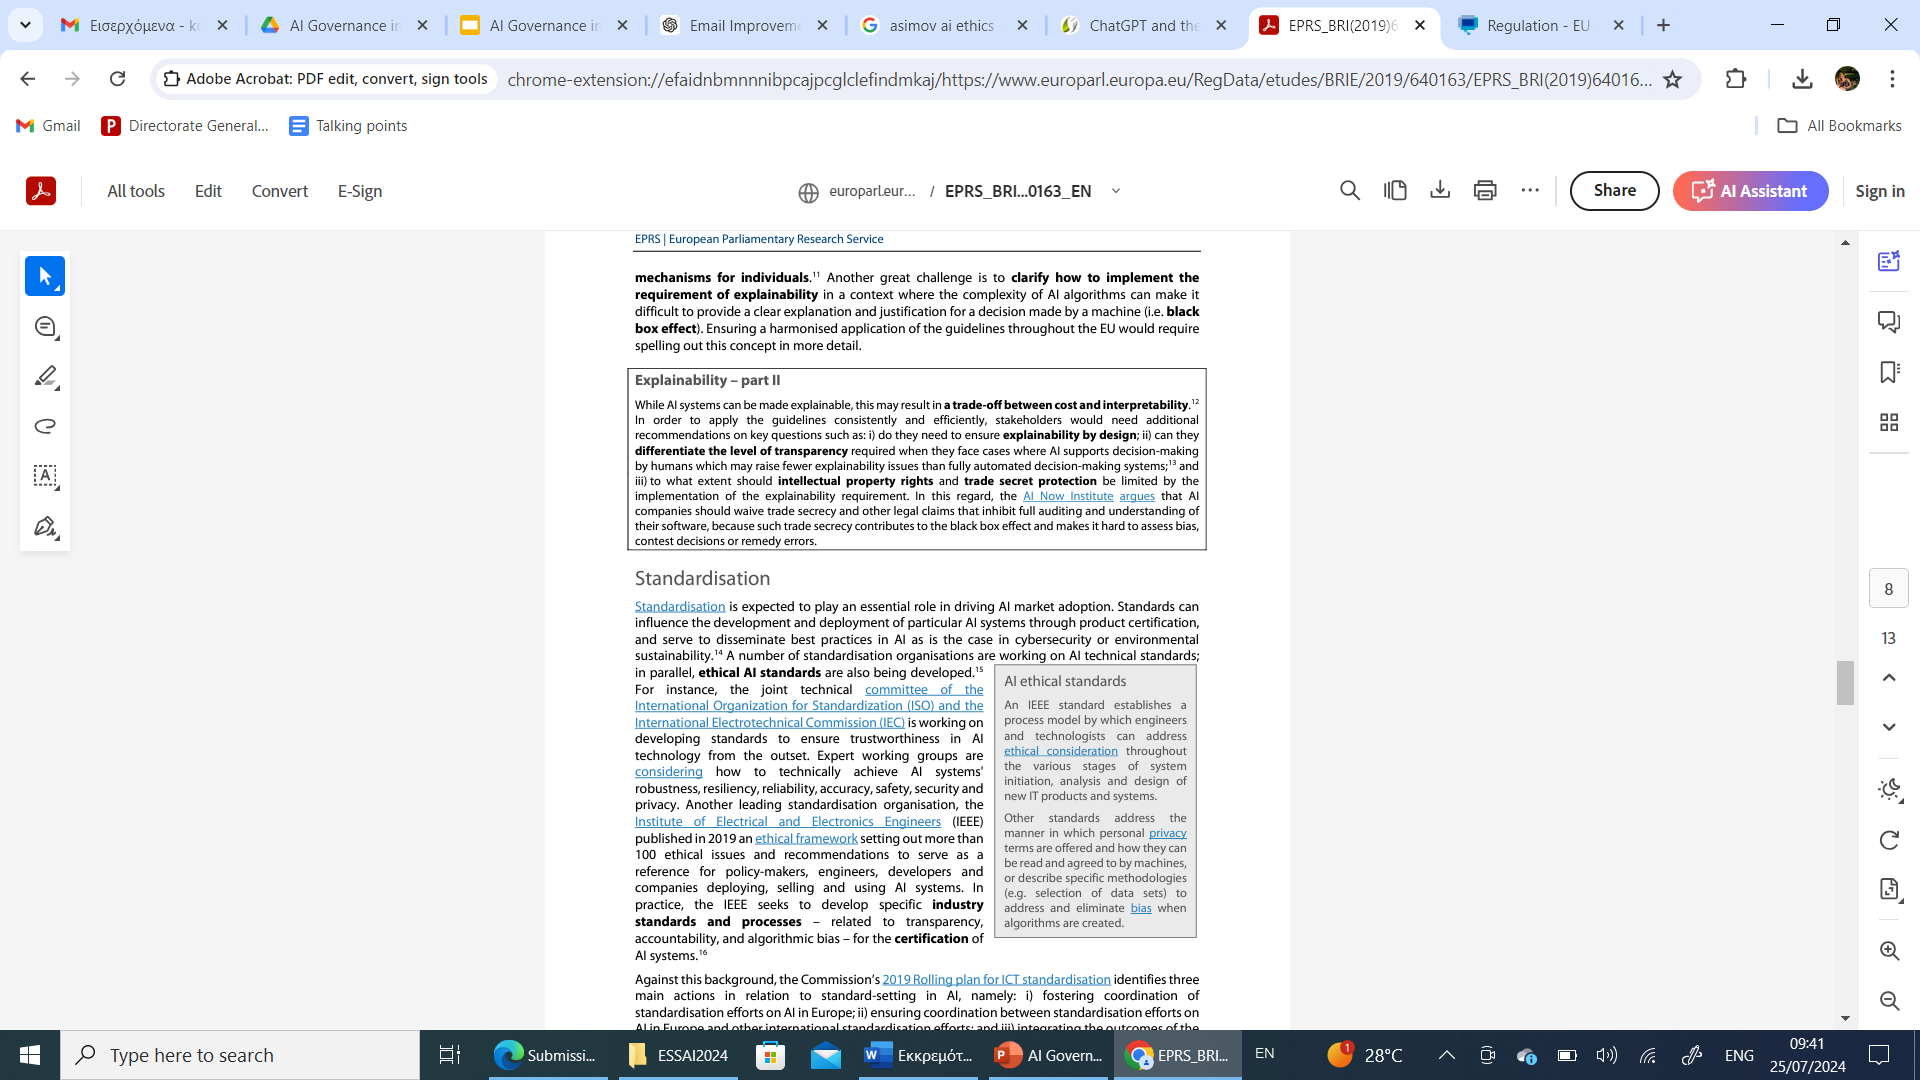 Εισερχόμενα - κα
AI Governance in
AI Governance in
Email Improveme
asimov ai ethics -
ChatGPT and the
EPRS_BRI(2019)6
Regulation - EU -
Adobe Acrobat: PDF edit, convert, sign tools
chrome-extension://efaidnbmnnnibpcajpcglclefindmkaj/https://www.europarl.europa.eu/RegData/etudes/BRIE/2019/640163/EPRS_BRI(2019)64016...
Gmail
Directorate General...
Talking points
All Bookmarks
All tools
Edit
Convert
E-Sign
europarl.eur... / EPRS_BRI...0163_EN
Share
AI Assistant
Sign in
EPRS | European Parliamentary Research Service
mechanisms for individuals.11 Another great challenge is to clarify how to implement the
requirement of explainability in a context where the complexity of AI algorithms can make it
difficult to provide a clear explanation and justification for a decision made by a machine (i.e. black
box effect). Ensuring a harmonised application of the guidelines throughout the EU would require
spelling out this concept in more detail.
Explainability – part II
While AI systems can be made explainable, this may result in a trade-off between cost and interpretability.12
In order to apply the guidelines consistently and efficiently, stakeholders would need additional
recommendations on key questions such as: i) do they need to ensure explainability by design; ii) can they
differentiate the level of transparency required when they face cases where AI supports decision-making
by humans which may raise fewer explainability issues than fully automated decision-making systems;13 and
iii) to what extent should intellectual property rights and trade secret protection be limited by the
implementation of the explainability requirement. In this regard, the AI Now Institute argues that AI
companies should waive trade secrecy and other legal claims that inhibit full auditing and understanding of
their software, because such trade secrecy contributes to the black box effect and makes it hard to assess bias,
contest decisions or remedy errors.
Standardisation
Standardisation is expected to play an essential role in driving AI market adoption. Standards can
influence the development and deployment of particular AI systems through product certification,
and serve to disseminate best practices in AI as is the case in cybersecurity or environmental
sustainability.14 A number of standardisation organisations are working on AI technical standards;
in parallel, ethical AI standards are also being developed.15
For instance, the joint technical committee of the
International Organization for Standardization (ISO) and the
International Electrotechnical Commission (IEC) is working on
developing standards to ensure trustworthiness in AI
technology from the outset. Expert working groups are
considering how to technically achieve AI systems'
robustness, resiliency, reliability, accuracy, safety, security and
privacy. Another leading standardisation organisation, the
Institute of Electrical and Electronics Engineers (IEEE)
published in 2019 an ethical framework setting out more than
100 ethical issues and recommendations to serve as a
reference for policy-makers, engineers, developers and
companies deploying, selling and using AI systems. In
practice, the IEEE seeks to develop specific industry
standards and processes – related to transparency,
accountability, and algorithmic bias – for the certification of
AI systems.16
AI ethical standards
An IEEE standard establishes a
process model by which engineers
and technologists can address
ethical consideration throughout
the various stages of system
initiation, analysis and design of
new IT products and systems.
Other standards address the
manner in which personal privacy
terms are offered and how they can
be read and agreed to by machines,
or describe specific methodologies
(e.g. selection of data sets) to
address and eliminate bias when
algorithms are created.
Against this background, the Commission's 2019 Rolling plan for ICT standardisation identifies three
main actions in relation to standard-setting in AI, namely: i) fostering coordination of
standardisation efforts on AI in Europe; ii) ensuring coordination between standardisation efforts on
AI in Europe and other international standardisation efforts; and iii) integrating the outcomes of the
8
13
Type here to search
Submissi...
ESSAI2024
Εκκρεμότ...
AI Govern...
EPRS_BRI...
EN
1
28°C
ENG
09:41
25/07/2024